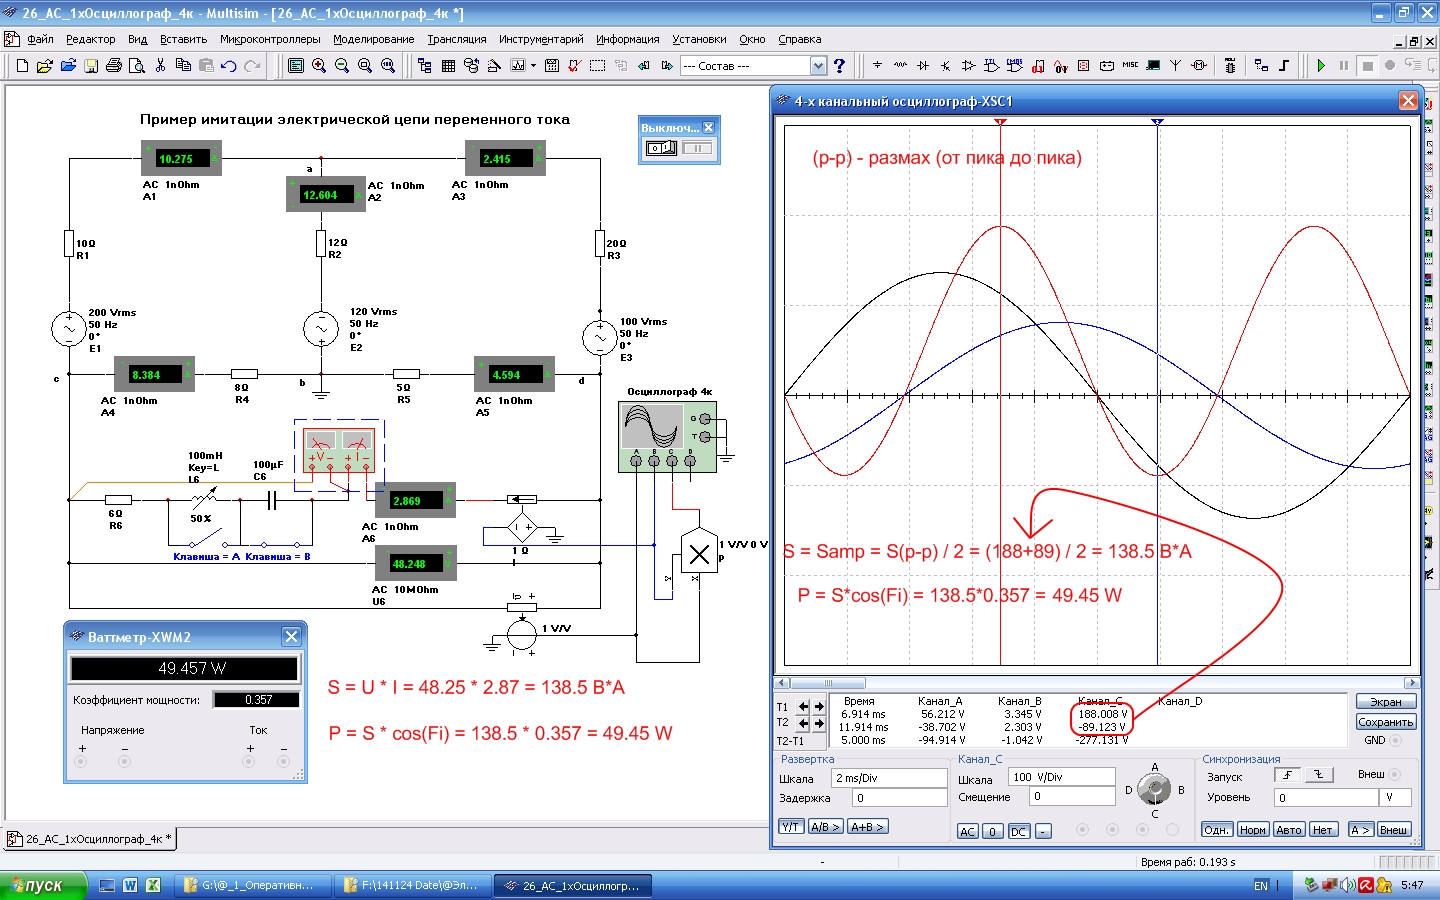 26_AC_1хОсциллограф_4к - Multisim - [26_AC_1хОсциллограф_4к *]
Файл Редактор Вид Вставить Микроконтроллеры Моделирование Трансляция Инструментарий Информация Установки Окно Справка
--- Состав ---
MISC
Пример имитации электрической цепи переменного тока
Выключ...
10.275
AC 1nOhm
A1
a
12.604
AC 1nOhm
A2
2.415
AC 1nOhm
A3
10Ω
R1
12Ω
R2
20Ω
R3
200 Vrms
50 Hz
0°
E1
120 Vrms
50 Hz
0°
E2
100 Vrms
50 Hz
0°
E3
c
8.384
AC 1nOhm
A4
8Ω
R4
b
5Ω
R5
4.594
AC 1nOhm
A5
d
Осциллограф 4к
G
T
A B C D
100mH
Key=L
L6
50%
100µF
C6
6Ω
R6
Клавиша = A Клавиша = B
V I
2.869
AC 1nOhm
A6
1 Ω
I
48.248
AC 10MOhm
U6
1 V/V 0 V
p
Y
X
1 V/V
Ваттметр-XWM2
49.457 W
Коэффициент мощности: 0.357
Напряжение Ток
+ − + −
S = U * I = 48.25 * 2.87 = 138.5 В*А
P = S * cos(Fi) = 138.5 * 0.357 = 49.45 W
4-х канальный осциллограф-XSC1
1 2
(p-p) - размах (от пика до пика)
S = Samp = S(p-p) / 2 = (188+89) / 2 = 138.5 В*А
P = S*cos(Fi) = 138.5*0.357 = 49.45 W
Время Канал_A Канал_B Канал_C Канал_D
T1 6.914 ms 56.212 V 3.345 V 188.008 V
T2 11.914 ms -38.702 V 2.303 V -89.123 V
T2-T1 5.000 ms -94.914 V -1.042 V -277.131 V
Экран
Сохранить
GND
Развертка
Шкала 2 ms/Div
Задержка 0
Y/T A/B > A+B >
Канал_C
Шкала 100 V/Div
Смещение 0
AC 0 DC -
A
D B
C
Синхронизация
Запуск Внеш
Уровень 0 V
Одн. Норм Авто Нет A > Внеш
26_AC_1хОсциллограф_4к *
- Время раб: 0.193 s
пуск
G:\@_1_Оперативн...
F:\141124 Date\@Эл...
26_AC_1хОсциллогр...
EN
5:47